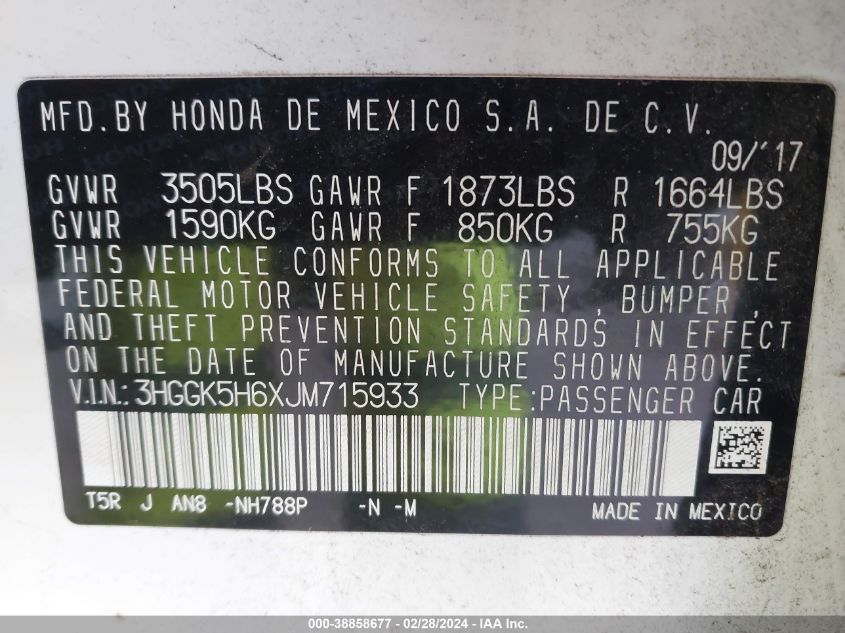 MFD.BY HONDA DE MEXICO S.A. DE C.V.
09/'17
GVWR 3505LBS GAWR F 1873LBS R 1664LBS
GVWR 1590KG GAWR F 850KG R 755KG
THIS VEHICLE CONFORMS TO ALL APPLICABLE
FEDERAL MOTOR VEHICLE SAFETY , BUMPER ,
AND THEFT PREVENTION STANDARDS IN EFFECT
ON THE DATE OF MANUFACTURE SHOWN ABOVE.
V.I.N.: 3HGGK5H6XJM715933 TYPE:PASSENGER CAR
T5R J AN8 -NH788P -N -M MADE IN MEXICO
000-38858677 - 02/28/2024 - IAA Inc.